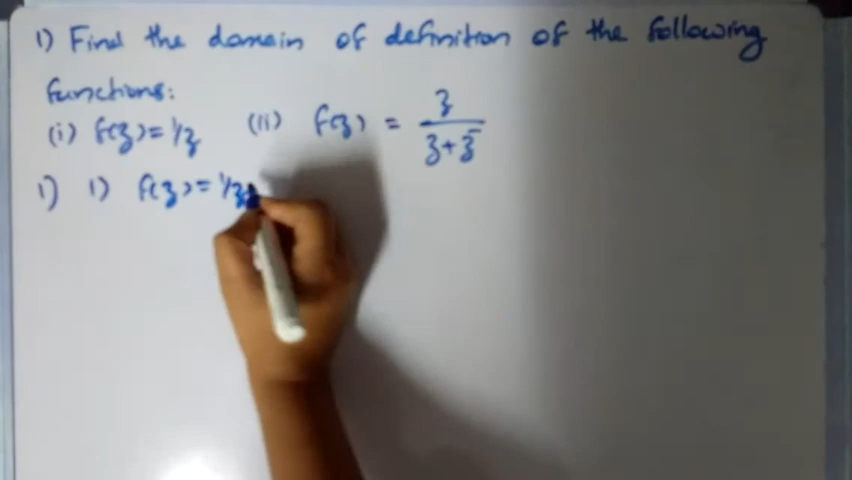 1) Find the domain of definition of the following
functions:
(i) f(z) = 1/z (ii) f(z) = z / (z + z̄)
1) 1) f(z) = 1/z